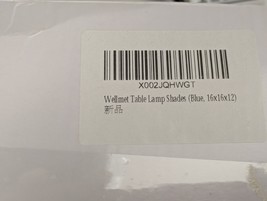 X002JQHWGT
Wellmet Table Lamp Shades (Blue, 16x16x12)
新品